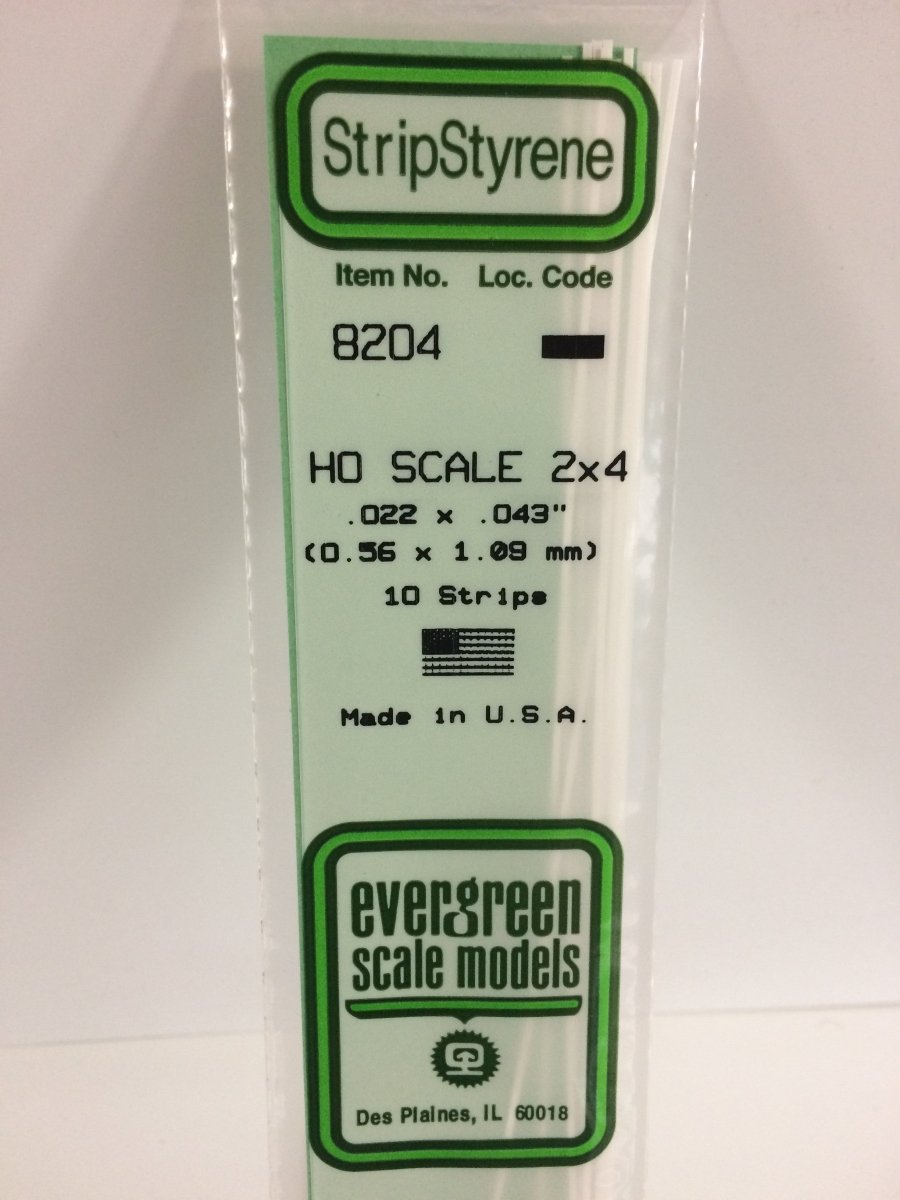 StripStyrene
Item No. Loc. Code
8204
HO SCALE 2x4
.022 x .043"
(0.56 x 1.09 mm)
10 Strips
Made in U.S.A.
evergreen
scale models
Des Plaines, IL 60018